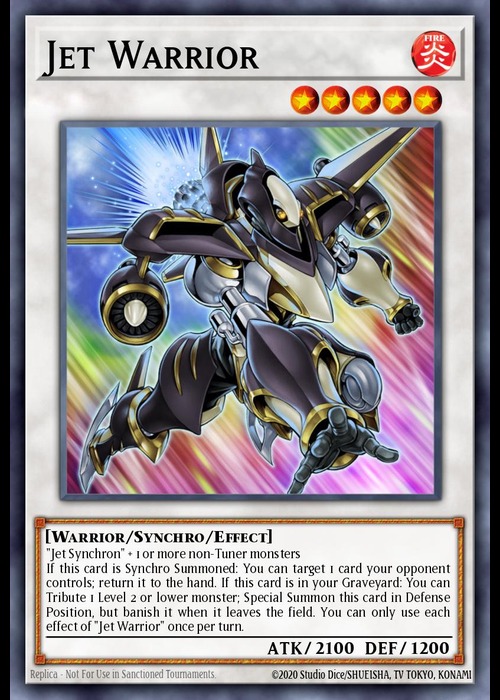 JET WARRIOR
FIRE
炎
[WARRIOR/SYNCHRO/EFFECT]
"Jet Synchron" + 1 or more non-Tuner monsters
If this card is Synchro Summoned: You can target 1 card your opponent
controls; return it to the hand. If this card is in your Graveyard: You can
Tribute 1 Level 2 or lower monster; Special Summon this card in Defense
Position, but banish it when it leaves the field. You can only use each
effect of "Jet Warrior" once per turn.
ATK/ 2100 DEF/ 1200
Replica - Not For Use in Sanctioned Tournaments. ©2020 Studio Dice/SHUEISHA, TV TOKYO, KONAMI